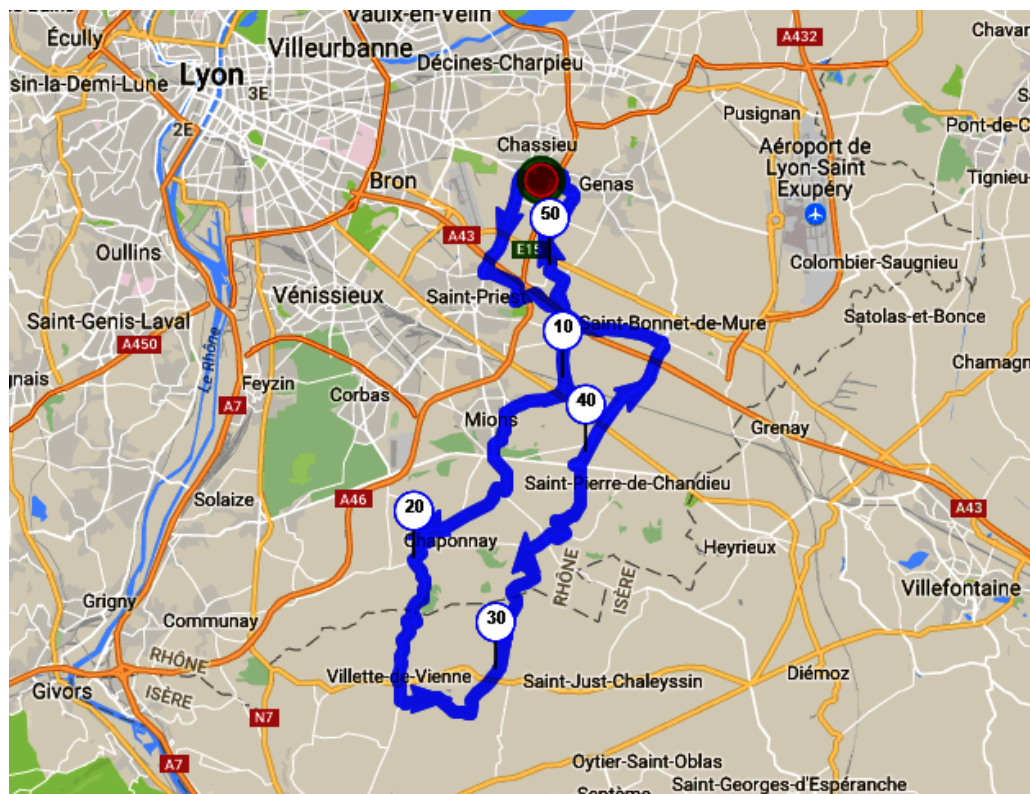 Vaulx-en-Velin
A432
Chavan
Écully
Villeurbanne
Décines-Charpieu
sin-la-Demi-Lune
Lyon
3E
Pusignan
2E
Chassieu
Aéroport de
Lyon-Saint
Exupéry
Pont-de-C
Tignieu-
Bron
Genas
50
A43
E15
Oullins
Colombier-Saugnieu
Vénissieux
Saint-Priest
Saint-Genis-Laval
10
Saint-Bonnet-de-Mure
Satolas-et-Bonce
A450
Le Rhône
Chamagn
gnais
Feyzin
Corbas
A7
40
Mions
Grenay
Saint-Pierre-de-Chandieu
Solaize
A46
20
A43
Chaponnay
Heyrieux
RHÔNE
ISÈRE
Villefontaine
Grigny
Communay
30
RHÔNE
ISÈRE
Givors
Villette-de-Vienne
Saint-Just-Chaleyssin
Diémoz
N7
A7
Oytier-Saint-Oblas
Septème
Saint-Georges-d'Espéranche